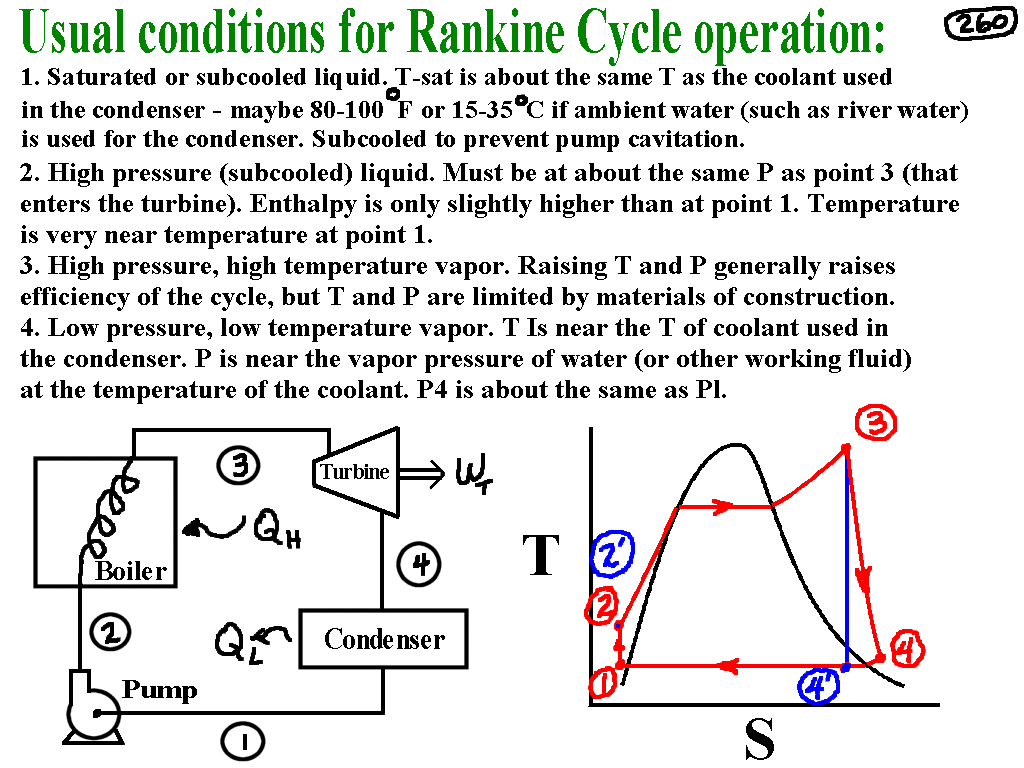 Usual conditions for Rankine Cycle operation:
260
1. Saturated or subcooled liquid. T-sat is about the same T as the coolant used
in the condenser - maybe 80-100 °F or 15-35 °C if ambient water (such as river water)
is used for the condenser. Subcooled to prevent pump cavitation.
2. High pressure (subcooled) liquid. Must be at about the same P as point 3 (that
enters the turbine). Enthalpy is only slightly higher than at point 1. Temperature
is very near temperature at point 1.
3. High pressure, high temperature vapor. Raising T and P generally raises
efficiency of the cycle, but T and P are limited by materials of construction.
4. Low pressure, low temperature vapor. T Is near the T of coolant used in
the condenser. P is near the vapor pressure of water (or other working fluid)
at the temperature of the coolant. P4 is about the same as Pl.
3
Turbine
WT
QH
Boiler
4
2
QL
Condenser
Pump
1
3
T
2'
2
1
4
4'
S